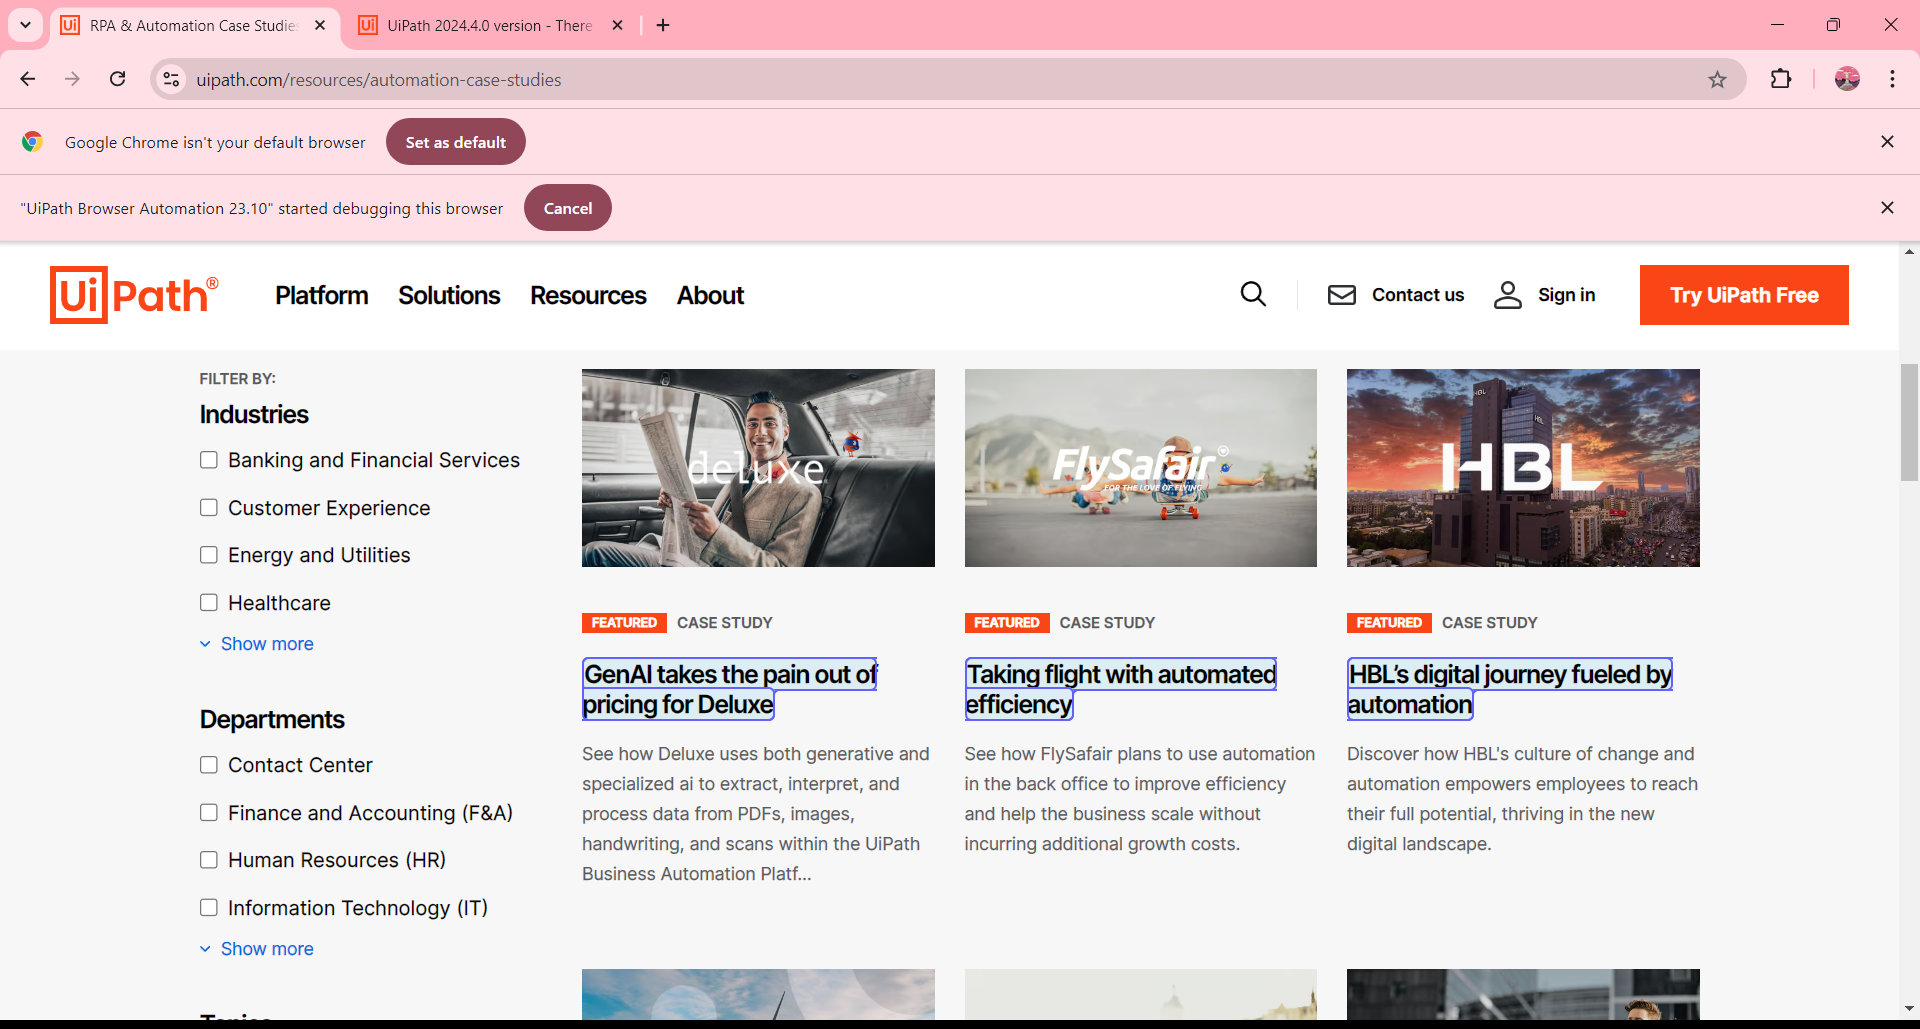 RPA & Automation Case Studies
UiPath 2024.4.0 version - There
uipath.com/resources/automation-case-studies
Google Chrome isn't your default browser
Set as default
"UiPath Browser Automation 23.10" started debugging this browser
Cancel
Ui Path®
Platform
Solutions
Resources
About
Contact us
Sign in
Try UiPath Free
FILTER BY:
Industries
Banking and Financial Services
Customer Experience
Energy and Utilities
Healthcare
Show more
Departments
Contact Center
Finance and Accounting (F&A)
Human Resources (HR)
Information Technology (IT)
Show more
Topics
deluxe
FEATURED CASE STUDY
GenAI takes the pain out of
pricing for Deluxe
See how Deluxe uses both generative and
specialized ai to extract, interpret, and
process data from PDFs, images,
handwriting, and scans within the UiPath
Business Automation Platf...
FlySafair
FOR THE LOVE OF FLYING
FEATURED CASE STUDY
Taking flight with automated
efficiency
See how FlySafair plans to use automation
in the back office to improve efficiency
and help the business scale without
incurring additional growth costs.
HBL
HBL
HBL
FEATURED CASE STUDY
HBL’s digital journey fueled by
automation
Discover how HBL's culture of change and
automation empowers employees to reach
their full potential, thriving in the new
digital landscape.